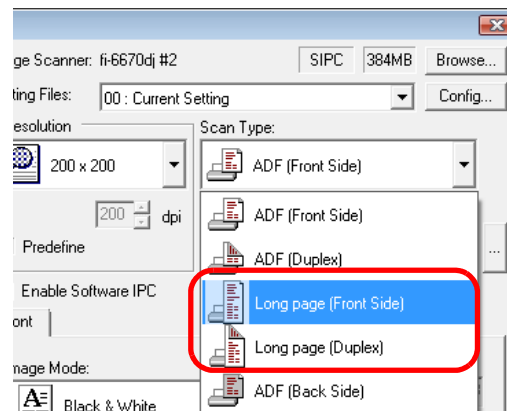 ge Scanner: fi-6670dj #2 SIPC 384MB Browse...
ting Files: 00 : Current Setting Config...
esolution Scan Type:
200 x 200 ADF (Front Side)
200 dpi ADF (Front Side)
Predefine ADF (Duplex) ...
Enable Software IPC Long page (Front Side)
ont Long page (Duplex)
mage Mode: ADF (Back Side)
Black & White